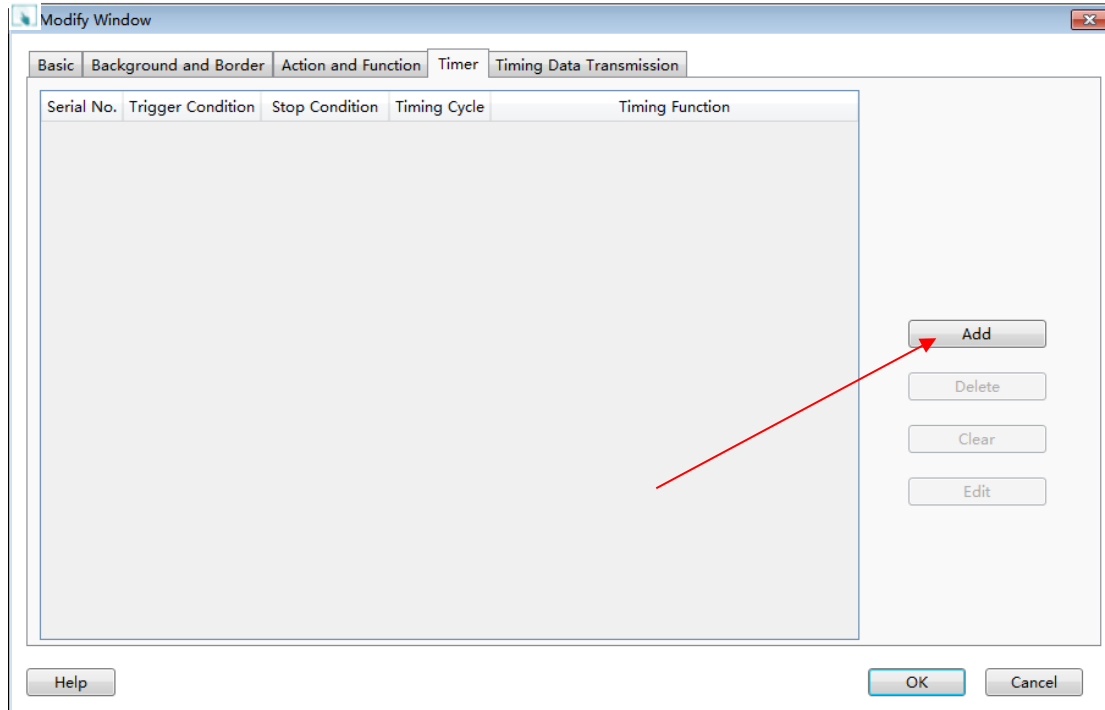 Modify Window
Basic Background and Border Action and Function Timer Timing Data Transmission
Serial No. Trigger Condition Stop Condition Timing Cycle Timing Function
Add
Delete
Clear
Edit
Help OK Cancel